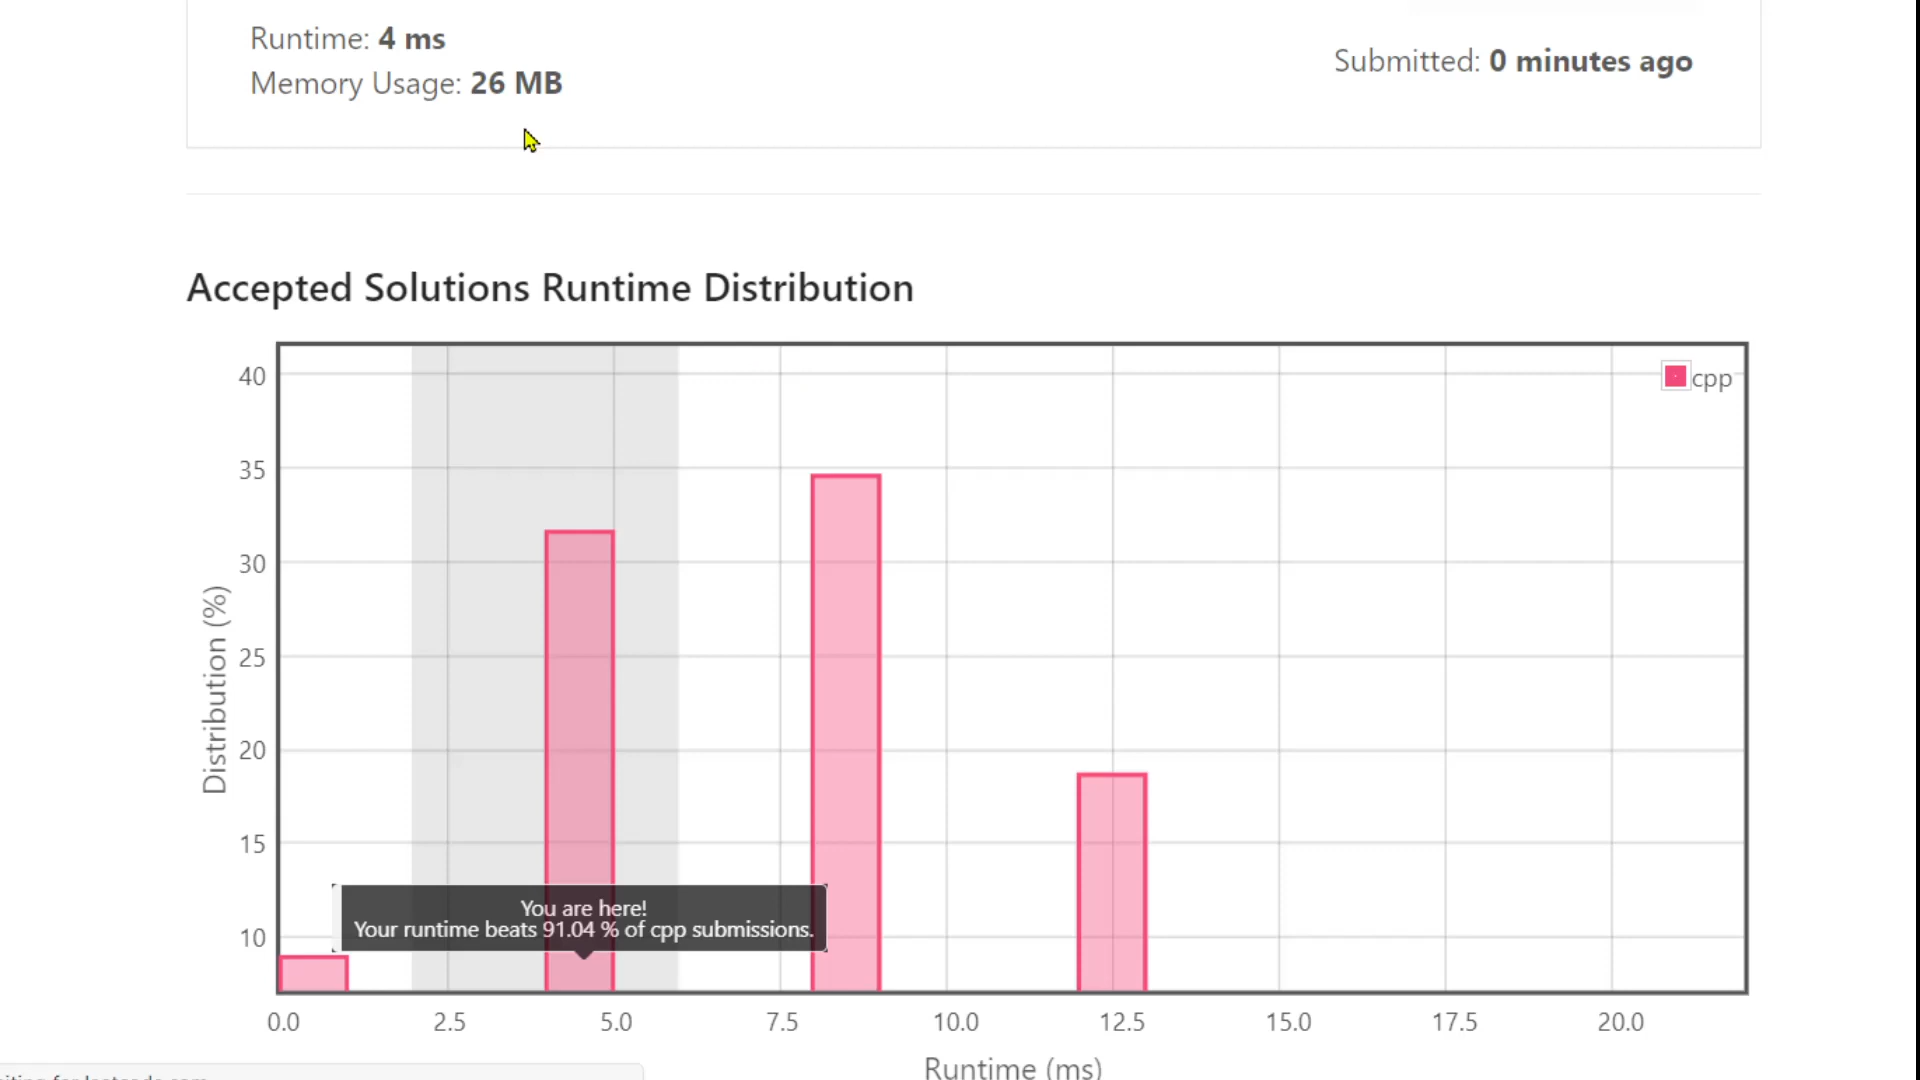 Runtime: 4 ms
Submitted: 0 minutes ago
Memory Usage: 26 MB
Accepted Solutions Runtime Distribution
cpp
40
35
30
25
20
15
10
Distribution (%)
You are here!
Your runtime beats 91.04 % of cpp submissions.
0.0 2.5 5.0 7.5 10.0 12.5 15.0 17.5 20.0
Runtime (ms)